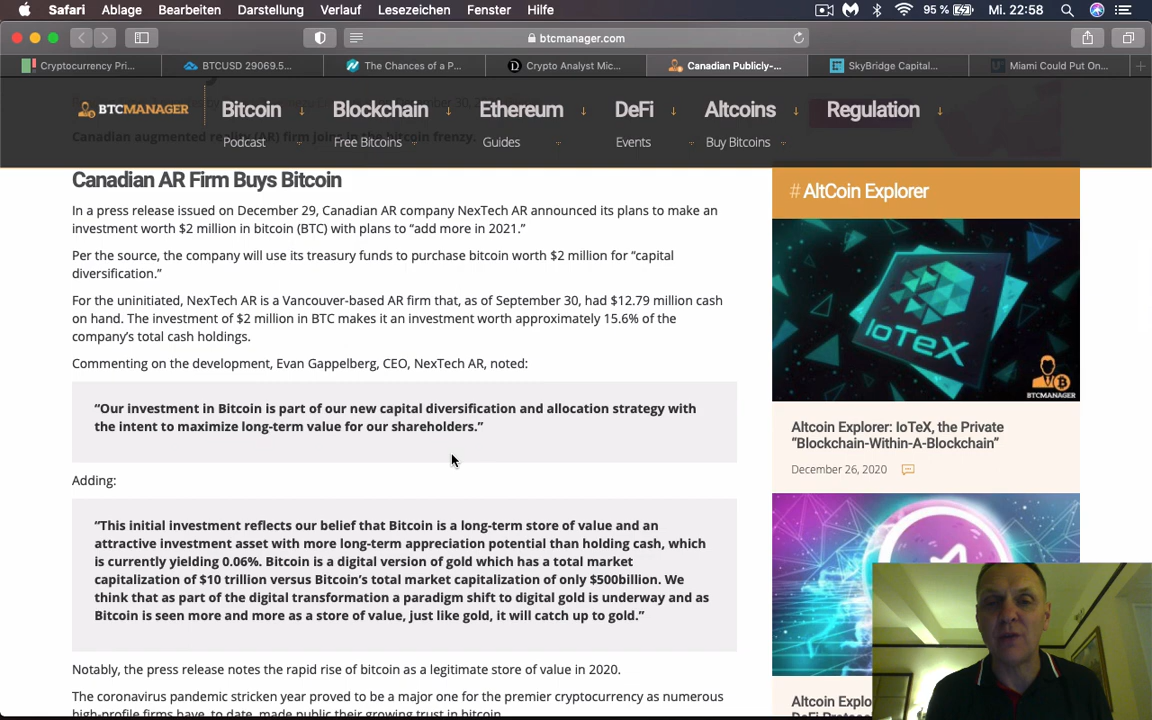 Safari Ablage Bearbeiten Darstellung Verlauf Lesezeichen Fenster Hilfe 95 % Mi. 22:58
btcmanager.com
Cryptocurrency Pri... BTCUSD 29069.5... The Chances of a P... Crypto Analyst Mic... Canadian Publicly-... SkyBridge Capital... Miami Could Put On...
BTCMANAGER Bitcoin Blockchain Ethereum DeFi Altcoins Regulation
Canadian augmented reality (AR) firm joins in the bitcoin frenzy.
Podcast Free Bitcoins Guides Events Buy Bitcoins
Canadian AR Firm Buys Bitcoin
In a press release issued on December 29, Canadian AR company NexTech AR announced its plans to make an
investment worth $2 million in bitcoin (BTC) with plans to “add more in 2021.”
Per the source, the company will use its treasury funds to purchase bitcoin worth $2 million for “capital
diversification.”
For the uninitiated, NexTech AR is a Vancouver-based AR firm that, as of September 30, had $12.79 million cash
on hand. The investment of $2 million in BTC makes it an investment worth approximately 15.6% of the
company’s total cash holdings.
Commenting on the development, Evan Gappelberg, CEO, NexTech AR, noted:
“Our investment in Bitcoin is part of our new capital diversification and allocation strategy with
the intent to maximize long-term value for our shareholders.”
Adding:
“This initial investment reflects our belief that Bitcoin is a long-term store of value and an
attractive investment asset with more long-term appreciation potential than holding cash, which
is currently yielding 0.06%. Bitcoin is a digital version of gold which has a total market
capitalization of $10 trillion versus Bitcoin’s total market capitalization of only $500billion. We
think that as part of the digital transformation a paradigm shift to digital gold is underway and as
Bitcoin is seen more and more as a store of value, just like gold, it will catch up to gold.”
Notably, the press release notes the rapid rise of bitcoin as a legitimate store of value in 2020.
The coronavirus pandemic stricken year proved to be a major one for the premier cryptocurrency as numerous
high-profile firms have, to date, made public their growing trust in bitcoin.
#AltCoin Explorer
IoTeX
BTCMANAGER
Altcoin Explorer: IoTeX, the Private
“Blockchain-Within-A-Blockchain”
December 26, 2020
Altcoin Explo